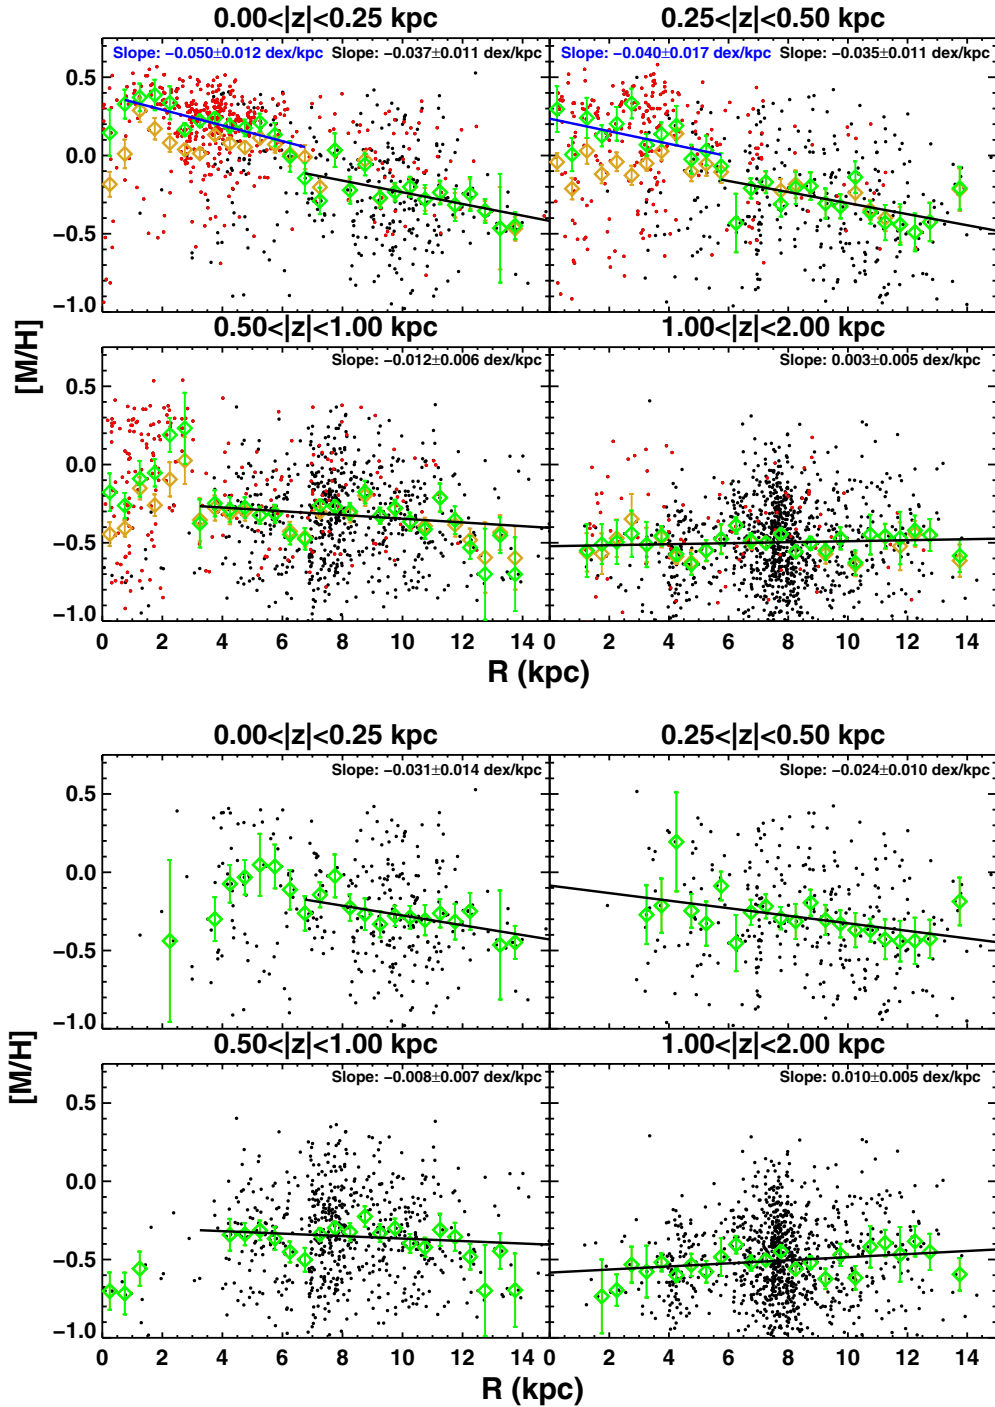 0.00<|z|<0.25 kpc
0.25<|z|<0.50 kpc
Slope: −0.050±0.012 dex/kpc
Slope: −0.037±0.011 dex/kpc
Slope: −0.040±0.017 dex/kpc
Slope: −0.035±0.011 dex/kpc
0.5
0.0
−0.5
−1.0
0.50<|z|<1.00 kpc
1.00<|z|<2.00 kpc
Slope: −0.012±0.006 dex/kpc
Slope: 0.003±0.005 dex/kpc
[M/H]
0.5
0.0
−0.5
−1.0
0 2 4 6 8 10 12 14
0 2 4 6 8 10 12 14
R (kpc)
0.00<|z|<0.25 kpc
0.25<|z|<0.50 kpc
Slope: −0.031±0.014 dex/kpc
Slope: −0.024±0.010 dex/kpc
0.5
0.0
−0.5
−1.0
0.50<|z|<1.00 kpc
1.00<|z|<2.00 kpc
Slope: −0.008±0.007 dex/kpc
Slope: 0.010±0.005 dex/kpc
[M/H]
0.5
0.0
−0.5
−1.0
0 2 4 6 8 10 12 14
0 2 4 6 8 10 12 14
R (kpc)